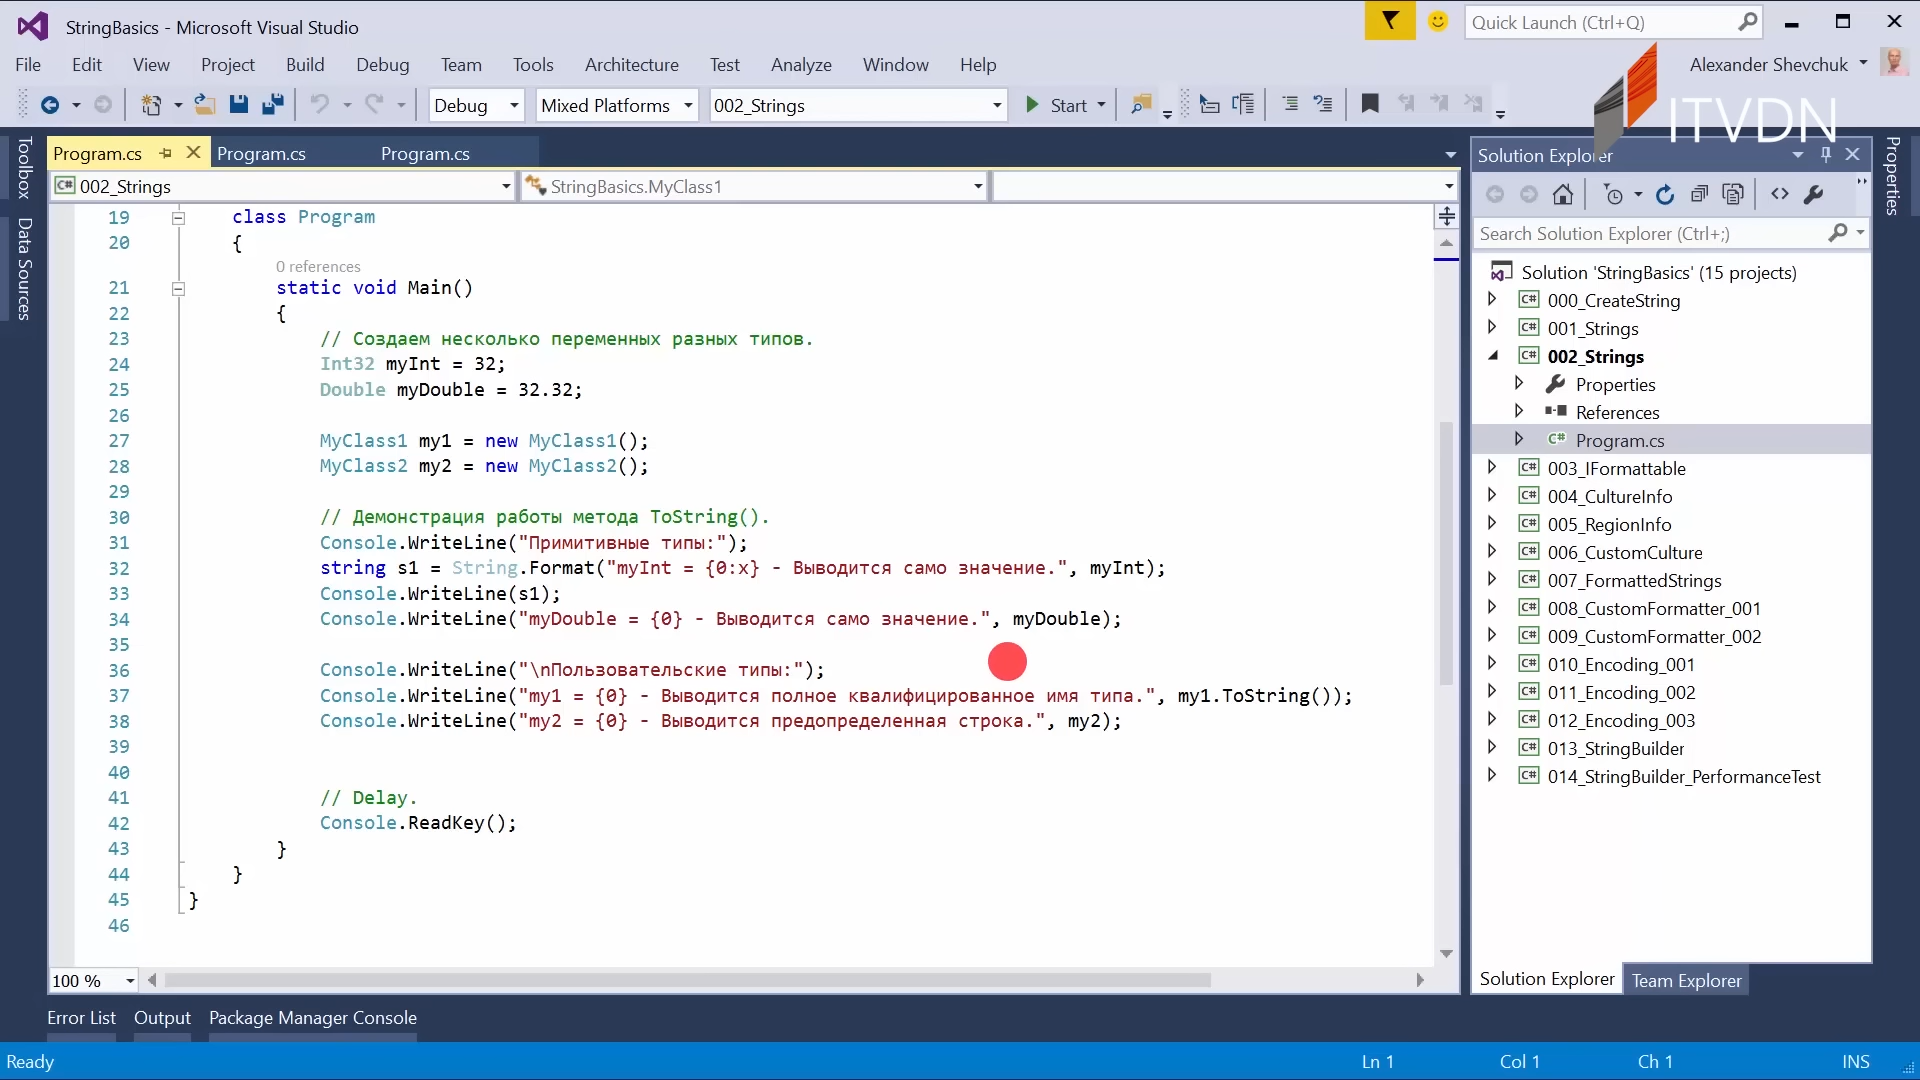 StringBasics - Microsoft Visual Studio
Quick Launch (Ctrl+Q)
File Edit View Project Build Debug Team Tools Architecture Test Analyze Window Help
Alexander Shevchuk
Debug Mixed Platforms 002_Strings Start
ITVDN
Toolbox
Data Sources
Program.cs Program.cs Program.cs
002_Strings StringBasics.MyClass1
19 class Program
20 {
0 references
21 static void Main()
22 {
23 // Создаем несколько переменных разных типов.
24 Int32 myInt = 32;
25 Double myDouble = 32.32;
26
27 MyClass1 my1 = new MyClass1();
28 MyClass2 my2 = new MyClass2();
29
30 // Демонстрация работы метода ToString().
31 Console.WriteLine("Примитивные типы:");
32 string s1 = String.Format("myInt = {0:x} - Выводится само значение.", myInt);
33 Console.WriteLine(s1);
34 Console.WriteLine("myDouble = {0} - Выводится само значение.", myDouble);
35
36 Console.WriteLine("\nПользовательские типы:");
37 Console.WriteLine("my1 = {0} - Выводится полное квалифицированное имя типа.", my1.ToString());
38 Console.WriteLine("my2 = {0} - Выводится предопределенная строка.", my2);
39
40
41 // Delay.
42 Console.ReadKey();
43 }
44 }
45 }
46
100 %
Solution Explorer
Search Solution Explorer (Ctrl+;)
Solution 'StringBasics' (15 projects)
C# 000_CreateString
C# 001_Strings
C# 002_Strings
Properties
References
C# Program.cs
C# 003_IFormattable
C# 004_CultureInfo
C# 005_RegionInfo
C# 006_CustomCulture
C# 007_FormattedStrings
C# 008_CustomFormatter_001
C# 009_CustomFormatter_002
C# 010_Encoding_001
C# 011_Encoding_002
C# 012_Encoding_003
C# 013_StringBuilder
C# 014_StringBuilder_PerformanceTest
Solution Explorer Team Explorer
Properties
Error List Output Package Manager Console
Ready Ln 1 Col 1 Ch 1 INS